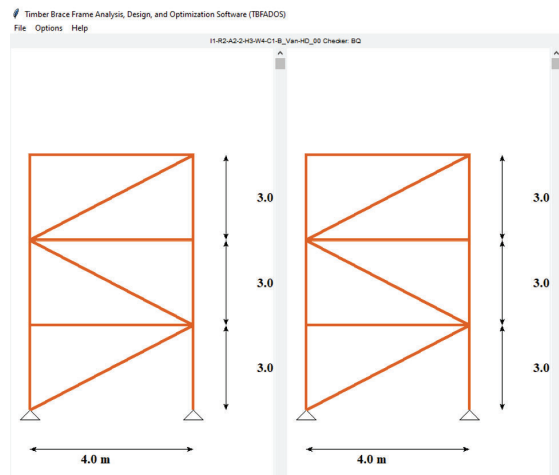 Timber Brace Frame Analysis, Design, and Optimization Software (TBFADOS)
File Options Help
I1-R2-A2-2-H3-W4-C1-B_Van-HD_00 Checker: BQ
3.0 3.0
3.0 3.0
3.0 3.0
4.0 m 4.0 m